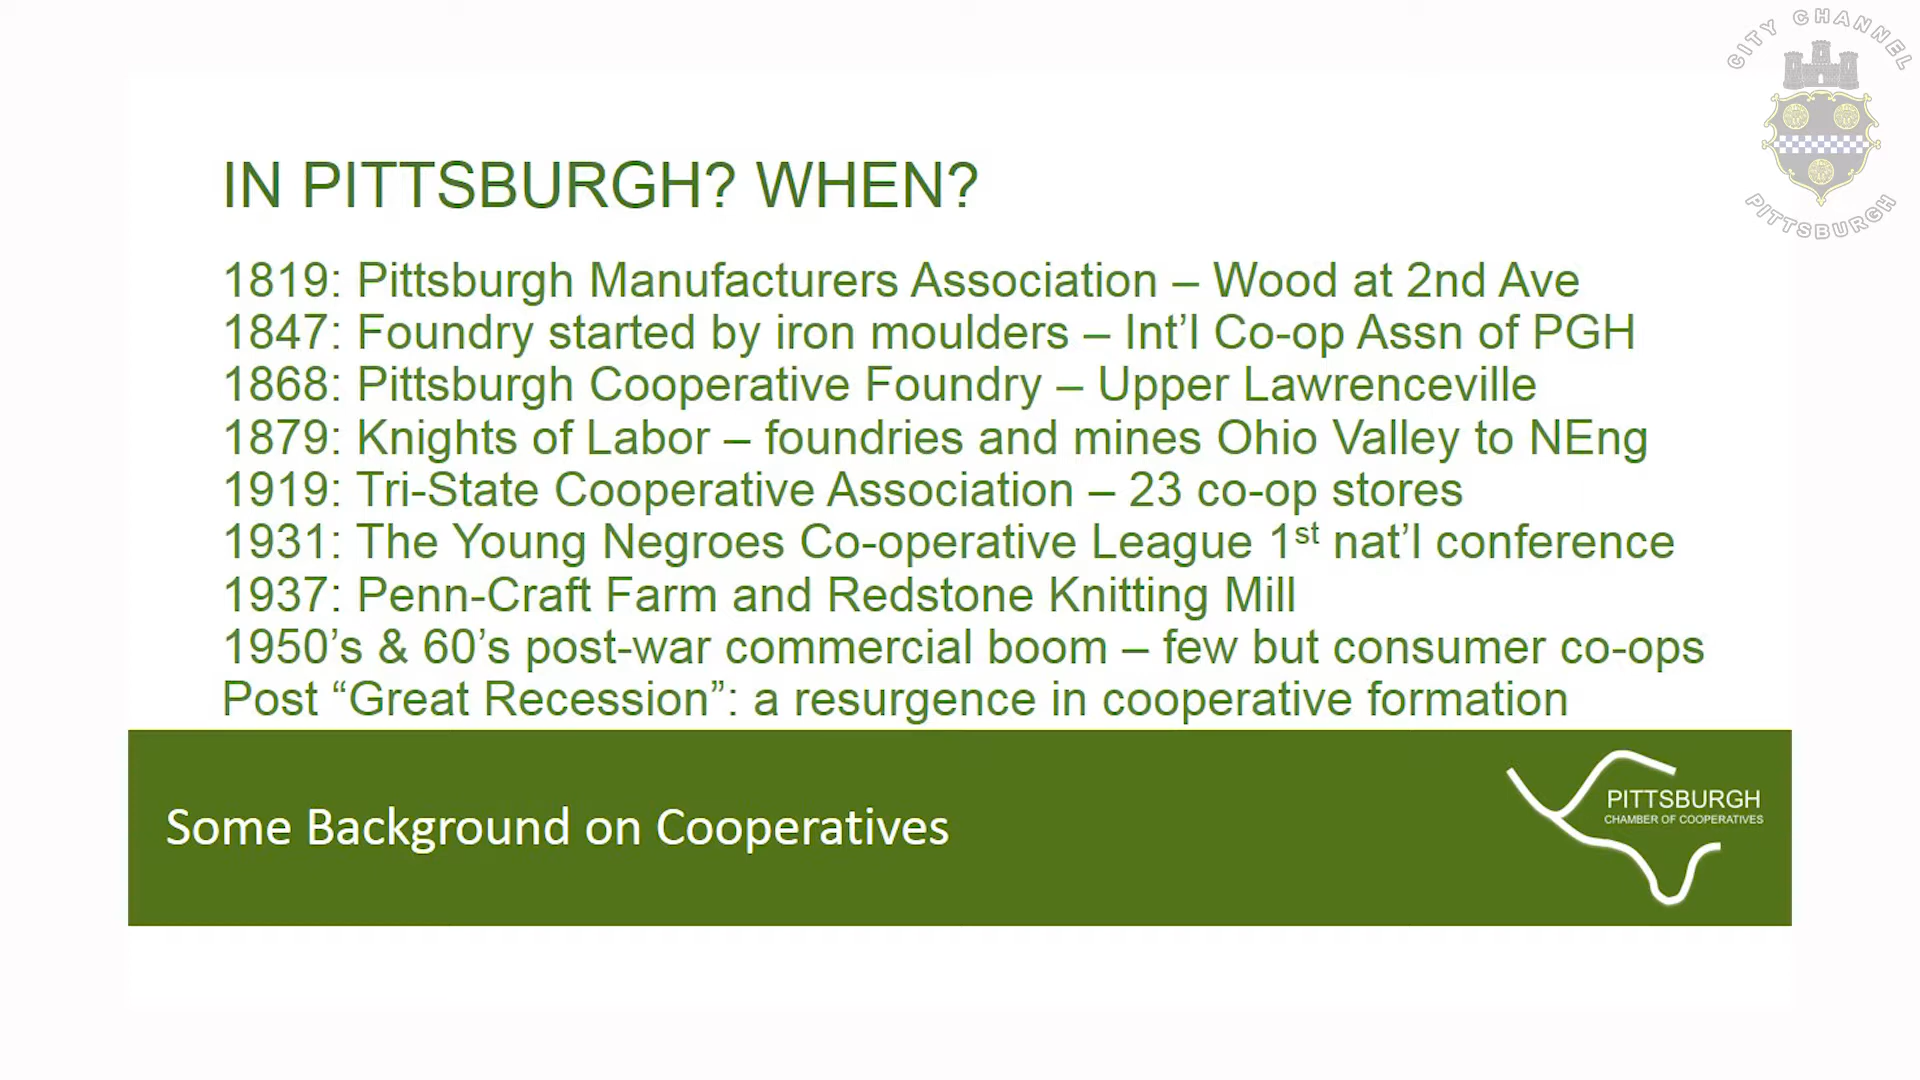 CITY CHANNEL
PITTSBURGH
IN PITTSBURGH? WHEN?
1819: Pittsburgh Manufacturers Association – Wood at 2nd Ave
1847: Foundry started by iron moulders – Int’l Co-op Assn of PGH
1868: Pittsburgh Cooperative Foundry – Upper Lawrenceville
1879: Knights of Labor – foundries and mines Ohio Valley to NEng
1919: Tri-State Cooperative Association – 23 co-op stores
1931: The Young Negroes Co-operative League 1st nat’l conference
1937: Penn-Craft Farm and Redstone Knitting Mill
1950’s & 60’s post-war commercial boom – few but consumer co-ops
Post “Great Recession”: a resurgence in cooperative formation
Some Background on Cooperatives
PITTSBURGH
CHAMBER OF COOPERATIVES